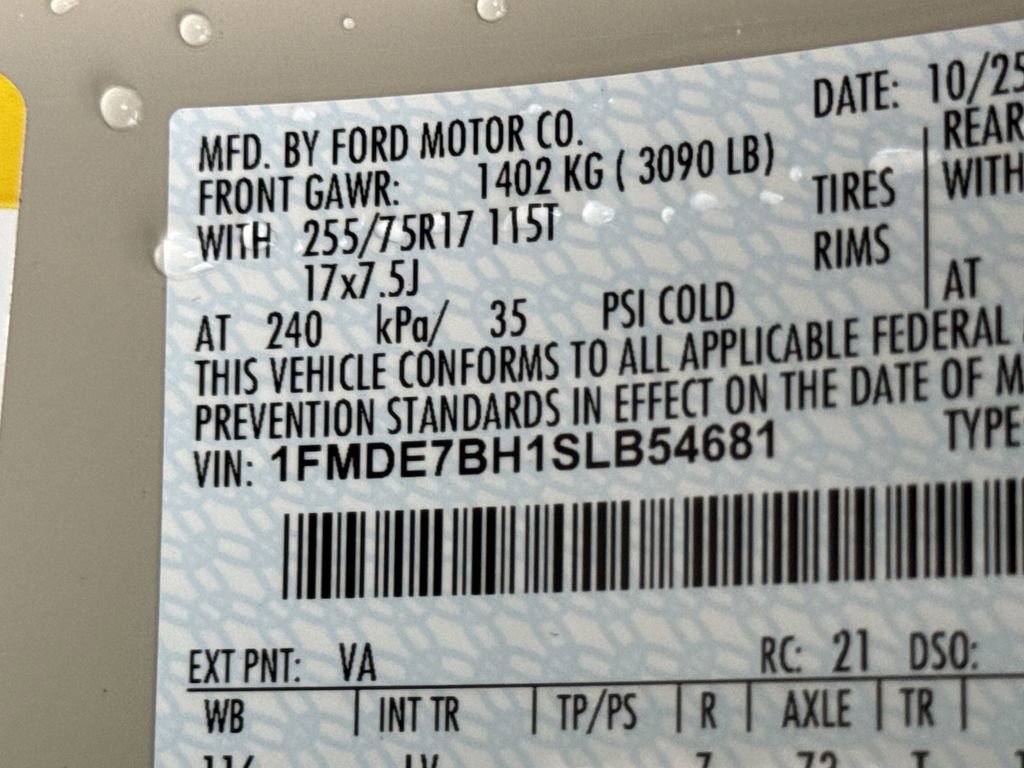 DATE: 10/25
MFD. BY FORD MOTOR CO.
FRONT GAWR: 1402 KG ( 3090 LB)
REAR
WITH 255/75R17 115T TIRES WITH
17x7.5J RIMS
AT 240 kPa/ 35 PSI COLD AT
THIS VEHICLE CONFORMS TO ALL APPLICABLE FEDERAL
PREVENTION STANDARDS IN EFFECT ON THE DATE OF M
VIN: 1FMDE7BH1SLB54681 TYPE
EXT PNT: VA RC: 21 DSO:
WB INT TR TP/PS R AXLE TR